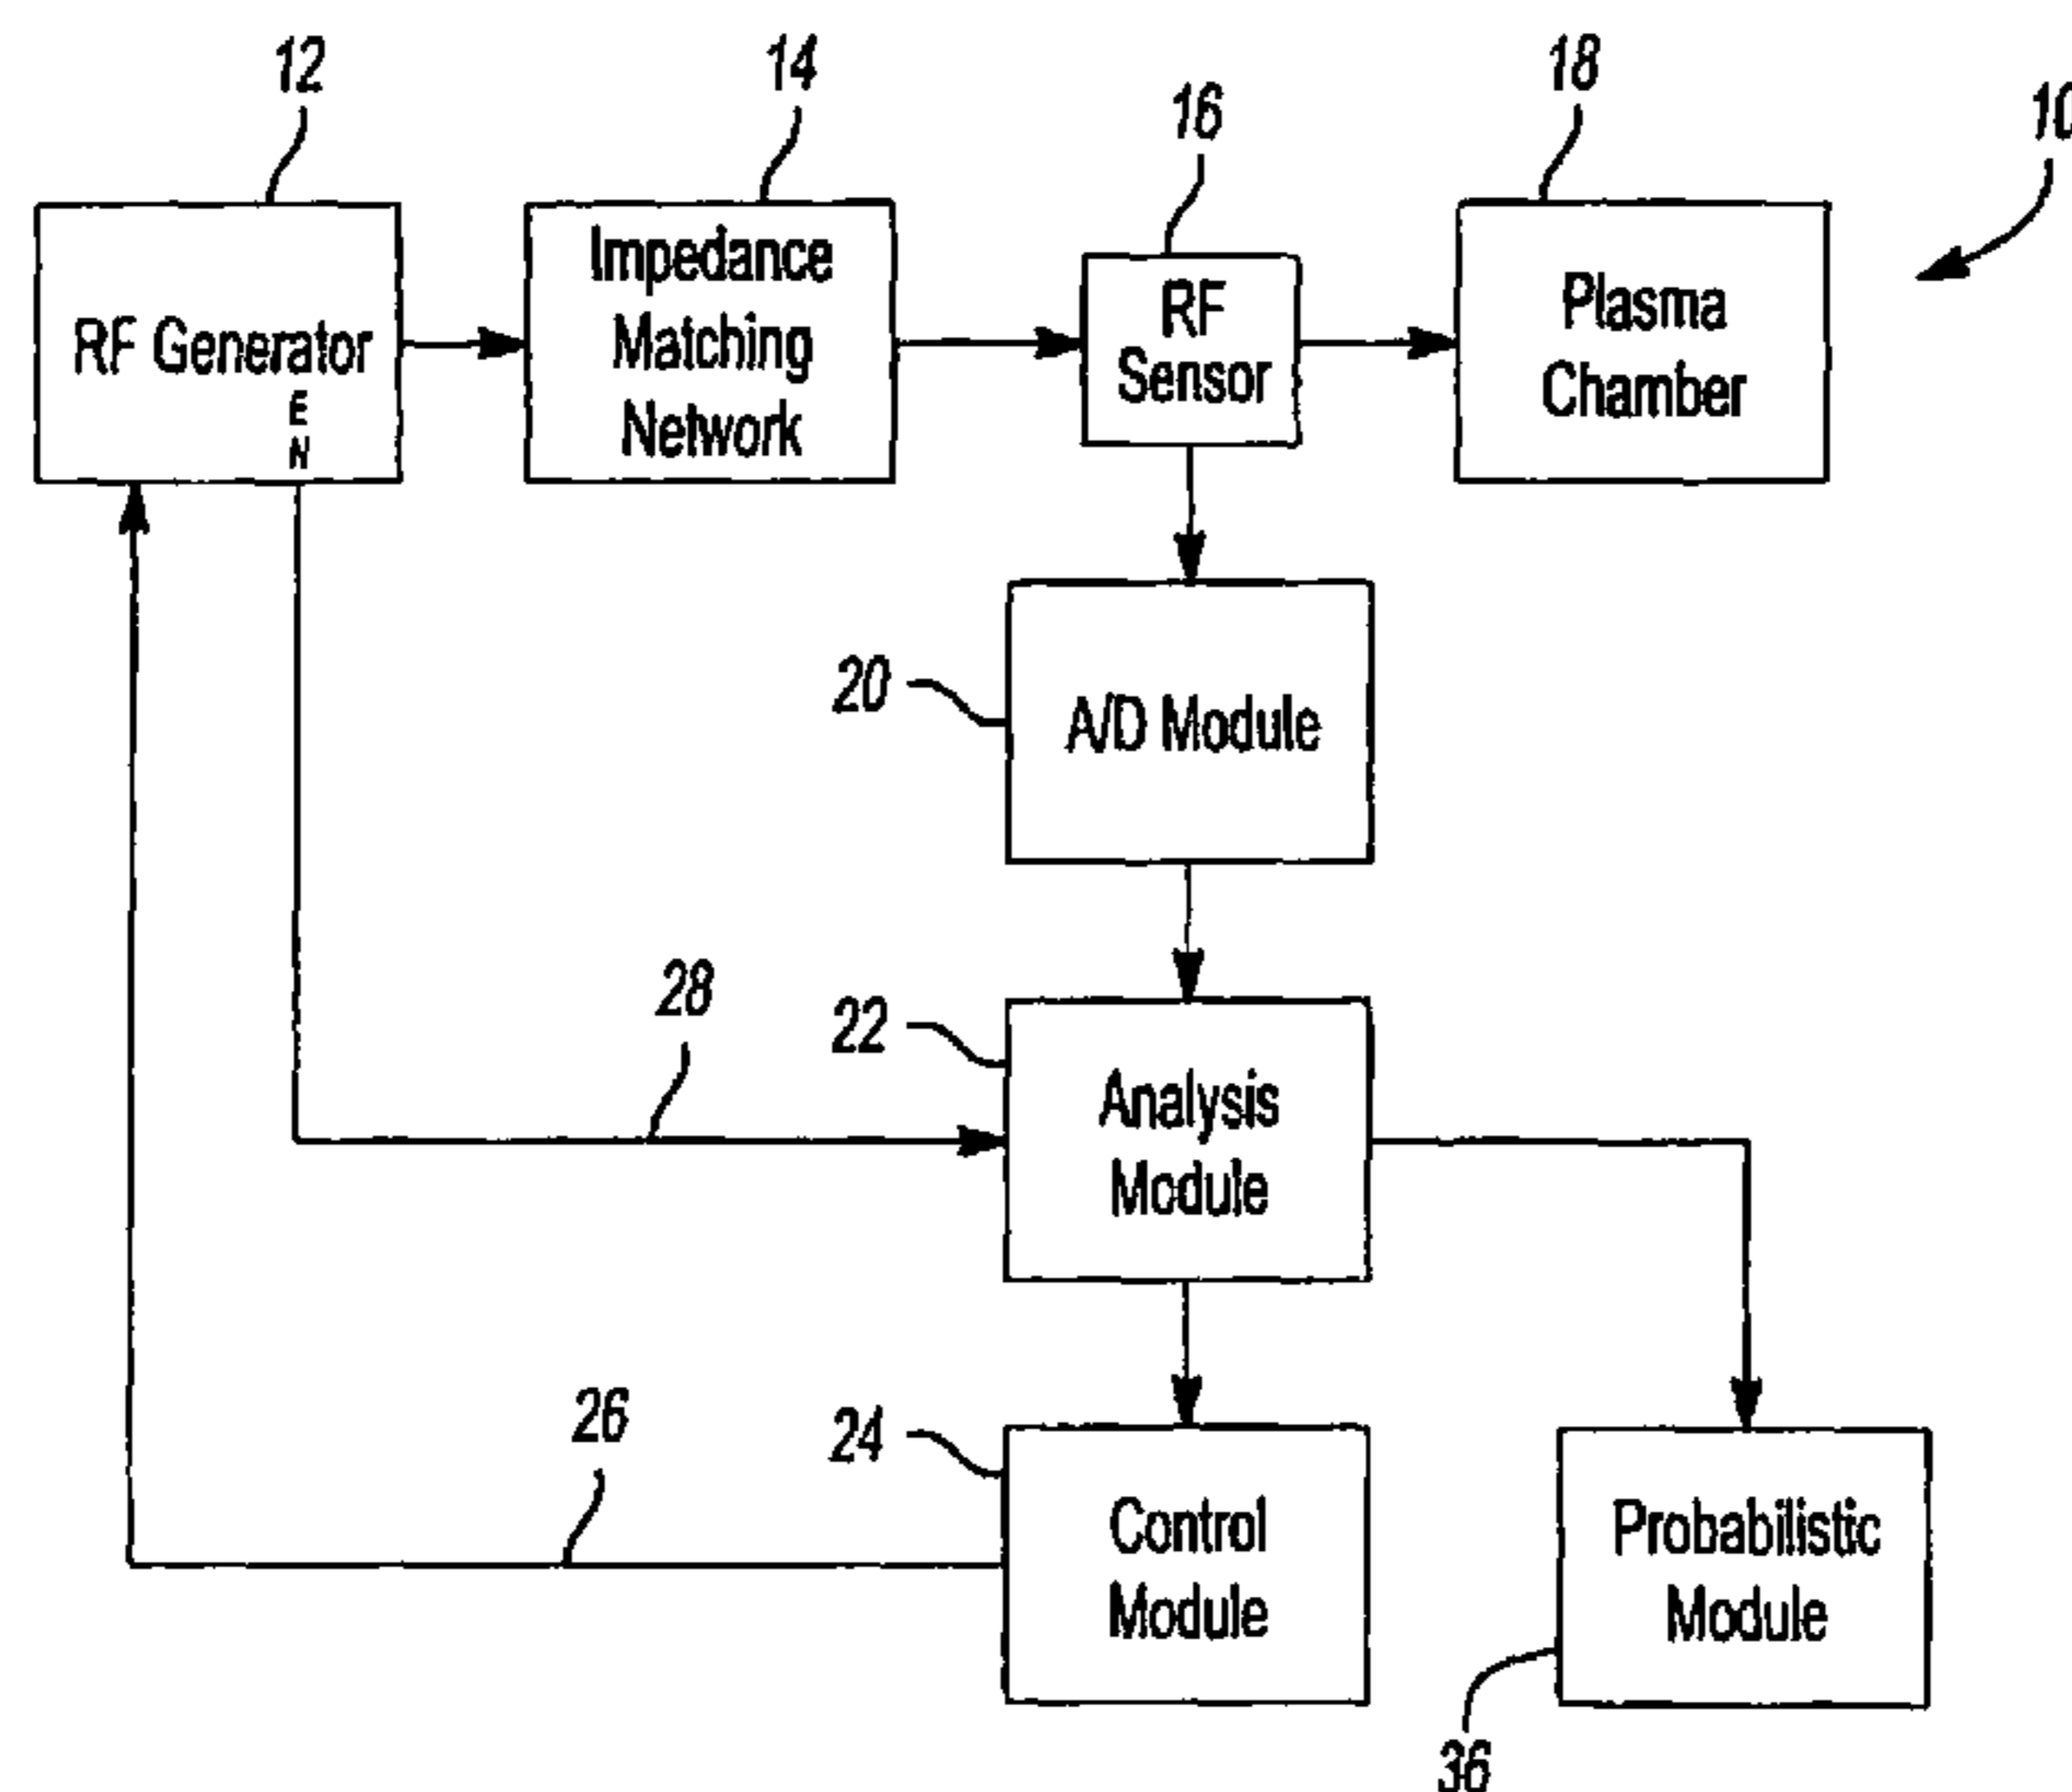 12
14
16
18
10
RF Generator
E
N
Impedance
Matching
Network
RF
Sensor
Plasma
Chamber
20
A/D Module
28
22
Analysis
Module
26
24
Control
Module
Probabilistic
Module
36